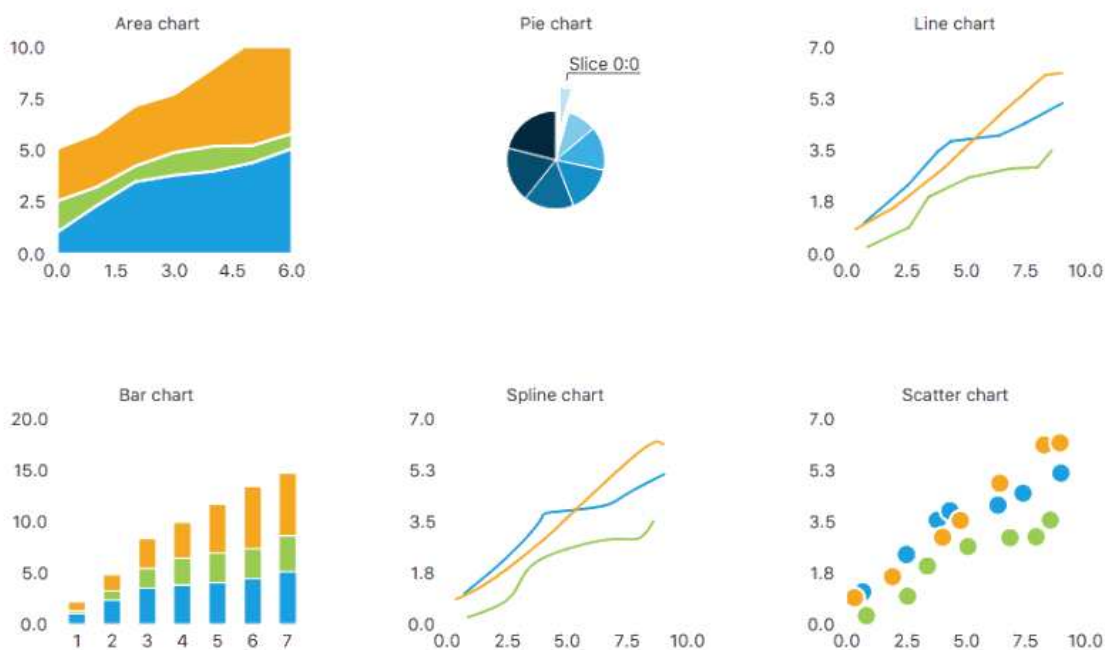 Area chart
10.0
7.5
5.0
2.5
0.0
0.0 1.5 3.0 4.5 6.0
Pie chart
Slice 0:0
Line chart
7.0
5.3
3.5
1.8
0.0
0.0 2.5 5.0 7.5 10.0
Bar chart
20.0
15.0
10.0
5.0
0.0
1 2 3 4 5 6 7
Spline chart
7.0
5.3
3.5
1.8
0.0
0.0 2.5 5.0 7.5 10.0
Scatter chart
7.0
5.3
3.5
1.8
0.0
0.0 2.5 5.0 7.5 10.0